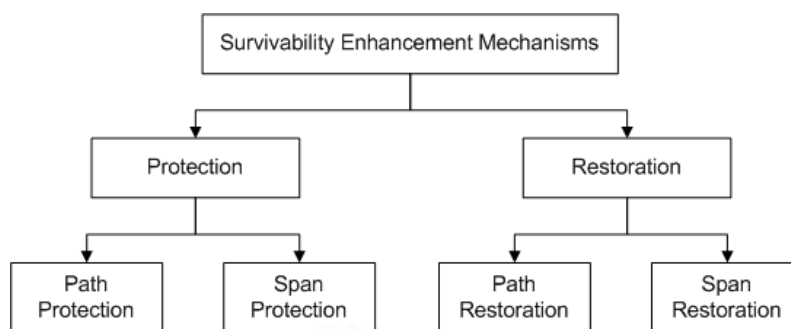 Survivability Enhancement Mechanisms
Protection
Restoration
Path
Protection
Span
Protection
Path
Restoration
Span
Restoration